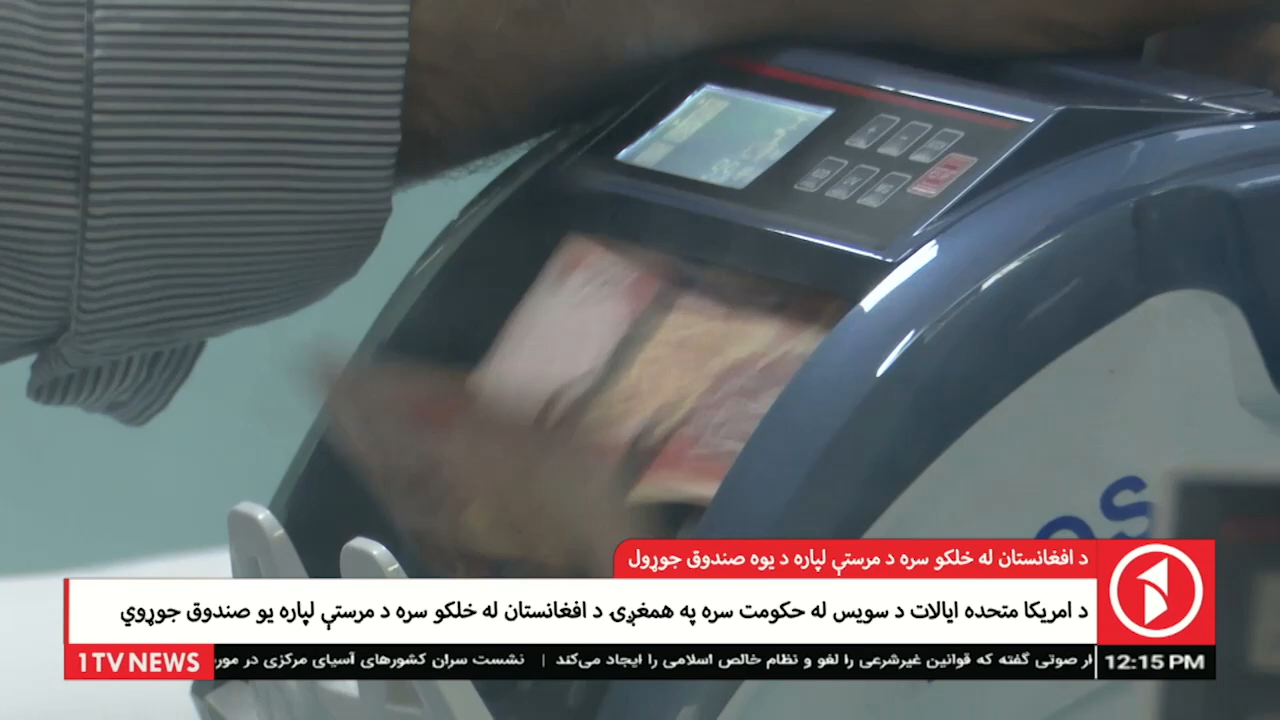 os
د افغانستان له خلکو سره د مرستې لپاره د یوه صندوق جوړول
د امریکا متحده ایالات د سویس له حکومت سره په همغږۍ د افغانستان له خلکو سره د مرستې لپاره یو صندوق جوړوي
1TV NEWS
ار صوتی گفته که قوانین غیرشرعی را لغو و نظام خالص اسلامی را ایجاد می‌کند | نشست سران کشورهای آسیای مرکزی در مور
12:15 PM